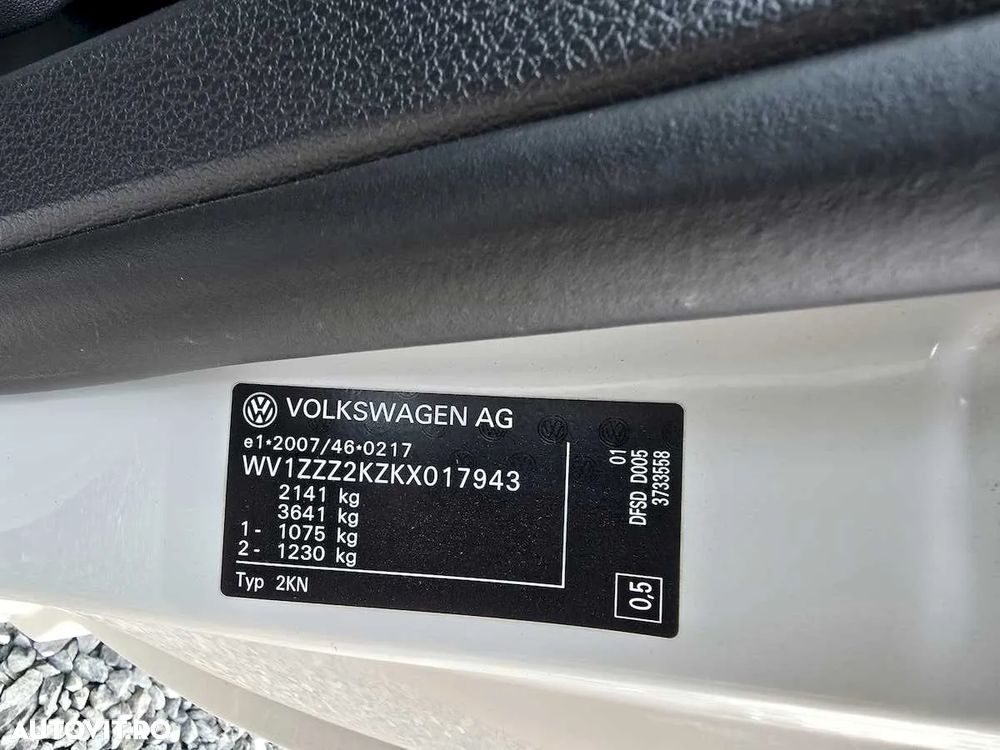 VOLKSWAGEN AG
e1*2007/46*0217
WV1ZZZ2KZKX017943
2141 kg
3641 kg
1- 1075 kg
2- 1230 kg
Typ 2KN
01
DFSD D005
3733558
0,5
AUTOVIT.RO